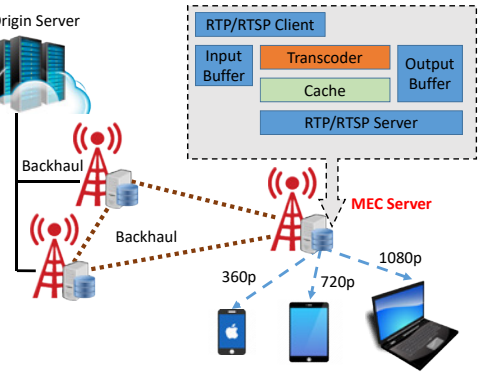 Origin Server
RTP/RTSP Client
Input
Buffer
Transcoder
Cache
Output
Buffer
RTP/RTSP Server
Backhaul
MEC Server
Backhaul
360p
720p
1080p